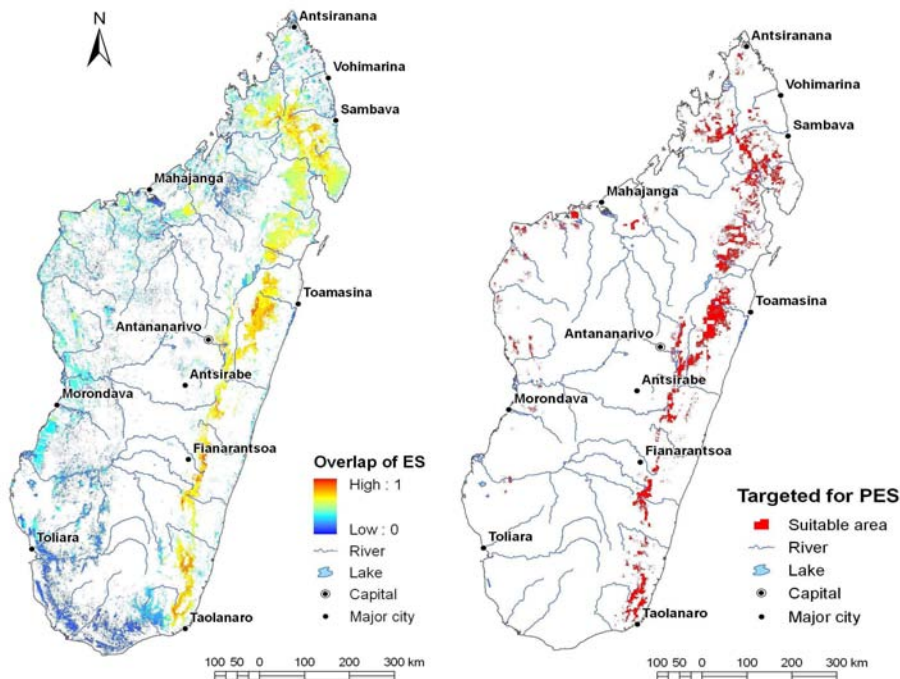 N
Antsiranana
Vohimarina
Sambava
Mahajanga
Toamasina
Antananarivo
Antsirabe
Morondava
Fianarantsoa
Toliara
Taolanaro
Overlap of ES
High : 1
Low : 0
River
Lake
Capital
Major city
100 50 0 100 200 300 km
Antsiranana
Vohimarina
Sambava
Mahajanga
Toamasina
Antananarivo
Antsirabe
Morondava
Fianarantsoa
Toliara
Taolanaro
Targeted for PES
Suitable area
River
Lake
Capital
Major city
100 50 0 100 200 300 km